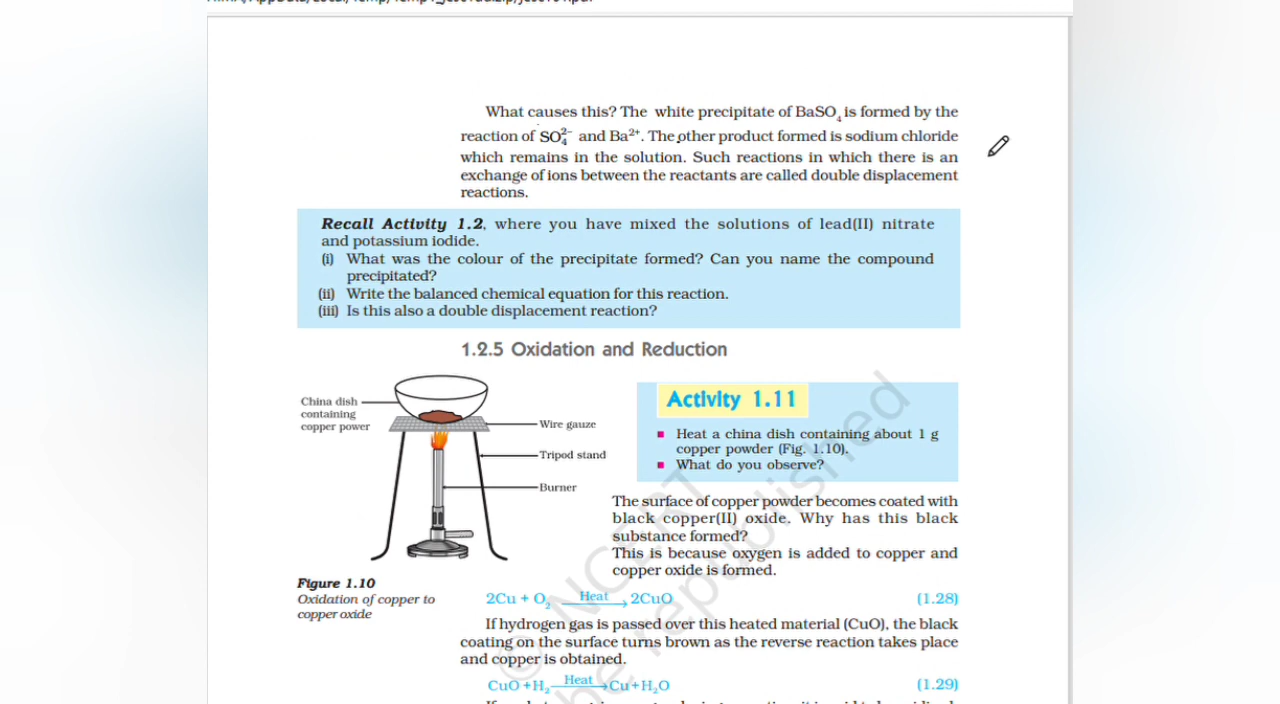 What causes this? The white precipitate of BaSO₄ is formed by the
reaction of SO₄²⁻ and Ba²⁺. The other product formed is sodium chloride
which remains in the solution. Such reactions in which there is an
exchange of ions between the reactants are called double displacement
reactions.
Recall Activity 1.2, where you have mixed the solutions of lead(II) nitrate
and potassium iodide.
(i) What was the colour of the precipitate formed? Can you name the compound
precipitated?
(ii) Write the balanced chemical equation for this reaction.
(iii) Is this also a double displacement reaction?
1.2.5 Oxidation and Reduction
China dish
containing
copper power
Wire gauze
Tripod stand
Burner
Figure 1.10
Oxidation of copper to
copper oxide
Activity 1.11
Heat a china dish containing about 1 g
copper powder (Fig. 1.10).
What do you observe?
The surface of copper powder becomes coated with
black copper(II) oxide. Why has this black
substance formed?
This is because oxygen is added to copper and
copper oxide is formed.
2Cu + O₂ Heat → 2CuO (1.28)
If hydrogen gas is passed over this heated material (CuO), the black
coating on the surface turns brown as the reverse reaction takes place
and copper is obtained.
CuO +H₂ Heat → Cu+H₂O (1.29)
© NCERT
be republished